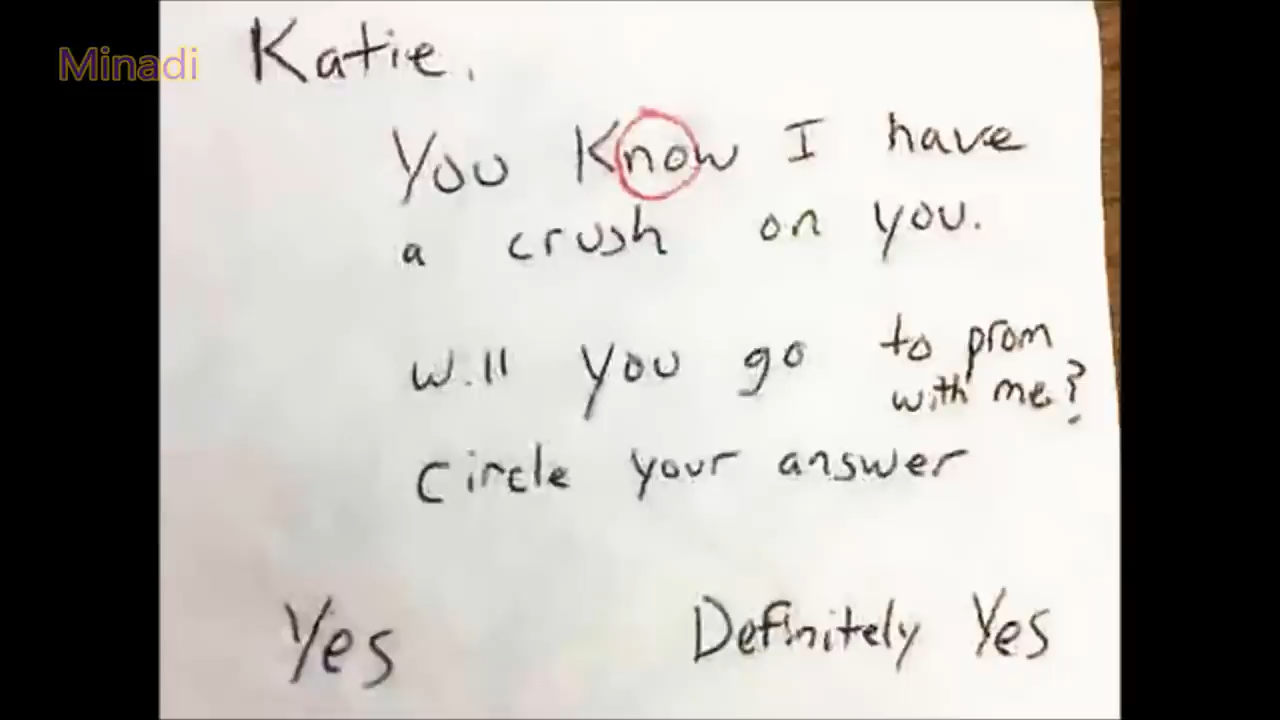 Minadi
Katie.
You Know I have
a crush on you.
will you go to prom
with me?
Circle your answer
Yes Definitely Yes